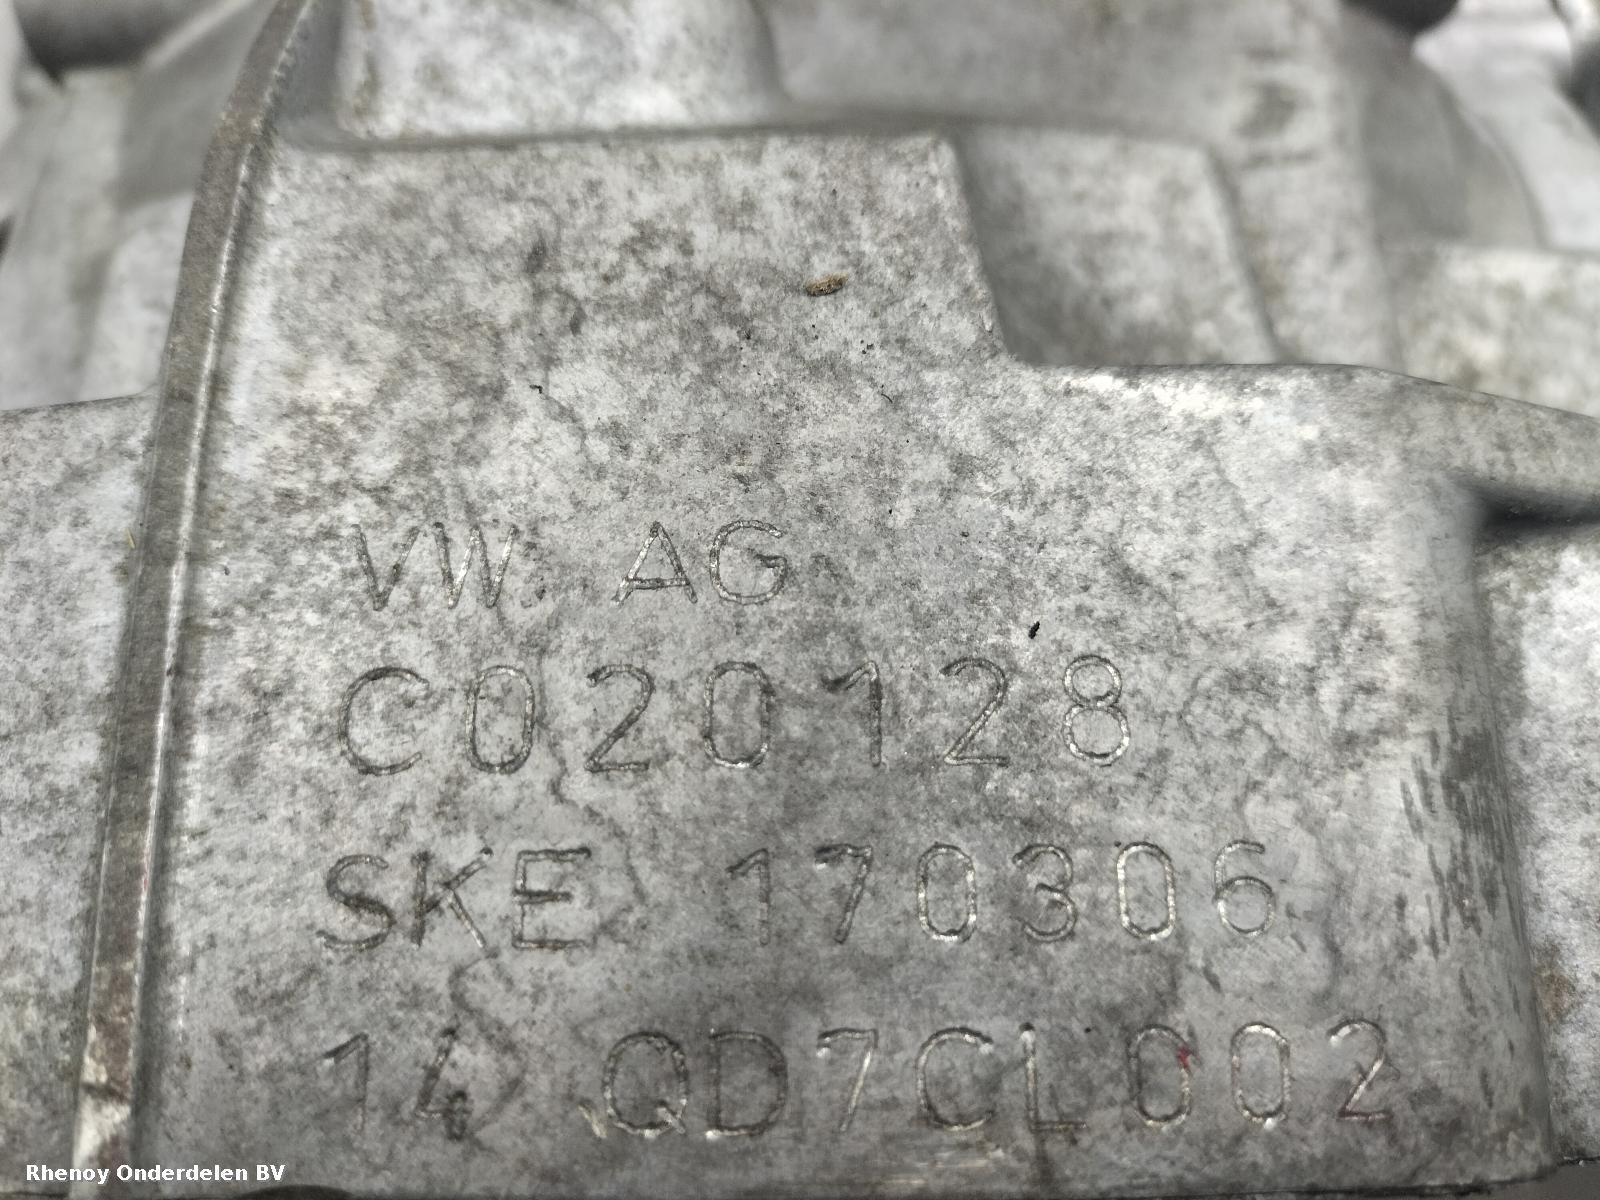 VW AG
C020128
SKE 170306
14 QD7CL002
Rhenoy Onderdelen BV